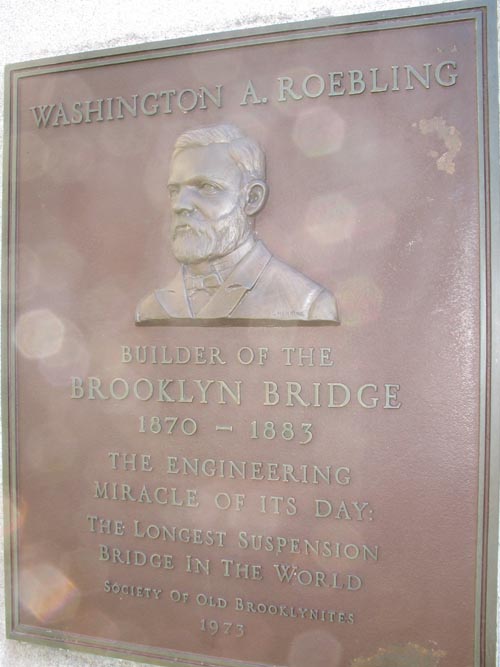 WASHINGTON A. ROEBLING
BUILDER OF THE
BROOKLYN BRIDGE
1870 - 1883
THE ENGINEERING
MIRACLE OF ITS DAY:
THE LONGEST SUSPENSION
BRIDGE IN THE WORLD
SOCIETY OF OLD BROOKLYNITES
1973